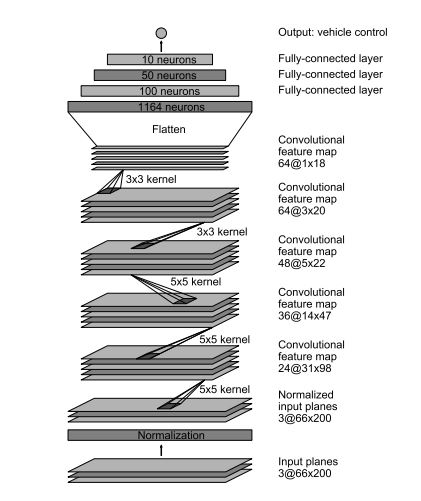 Output: vehicle control
10 neurons
Fully-connected layer
50 neurons
Fully-connected layer
100 neurons
Fully-connected layer
1164 neurons
Flatten
Convolutional
feature map
64@1x18
3x3 kernel
Convolutional
feature map
64@3x20
3x3 kernel
Convolutional
feature map
48@5x22
5x5 kernel
Convolutional
feature map
36@14x47
5x5 kernel
Convolutional
feature map
24@31x98
5x5 kernel
Normalized
input planes
3@66x200
Normalization
Input planes
3@66x200